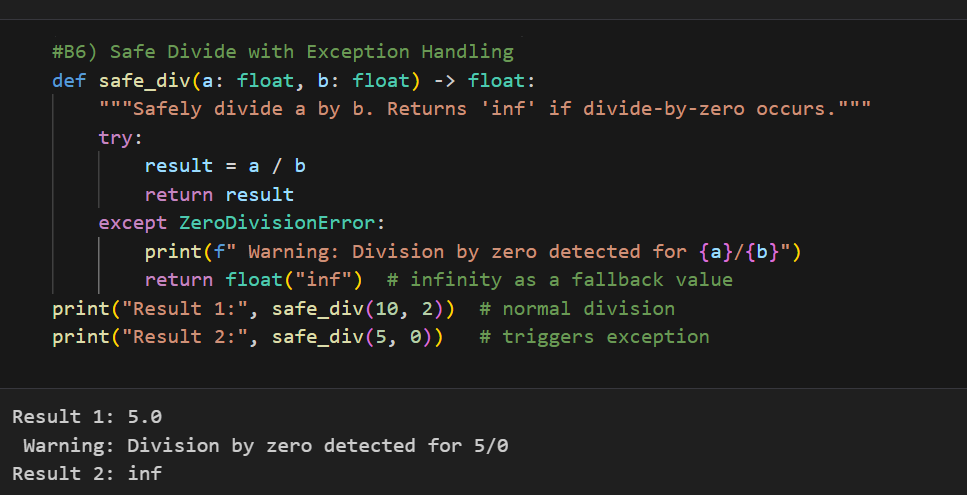 #B6) Safe Divide with Exception Handling
def safe_div(a: float, b: float) -> float:
    """Safely divide a by b. Returns 'inf' if divide-by-zero occurs."""
    try:
        result = a / b
        return result
    except ZeroDivisionError:
        print(f" Warning: Division by zero detected for {a}/{b}")
        return float("inf")  # infinity as a fallback value
print("Result 1:", safe_div(10, 2))  # normal division
print("Result 2:", safe_div(5, 0))   # triggers exception
Result 1: 5.0
 Warning: Division by zero detected for 5/0
Result 2: inf